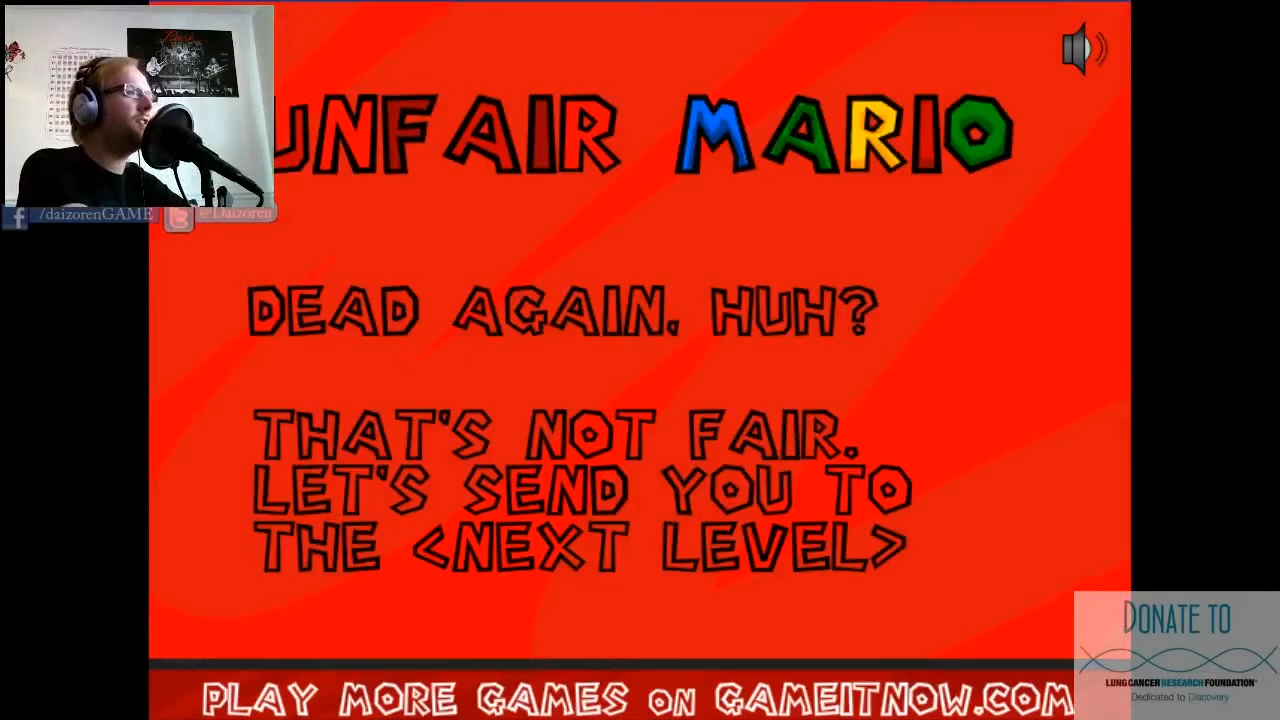 Rush
UNFAIR MARIO
/daizorenGAME @Daizoren
DEAD AGAIN, HUH?
THAT'S NOT FAIR.
LET'S SEND YOU TO
THE <NEXT LEVEL>
DONATE TO
LUNG CANCER RESEARCH FOUNDATION
Dedicated to Discovery
PLAY MORE GAMES ON GAMEITNOW.COM